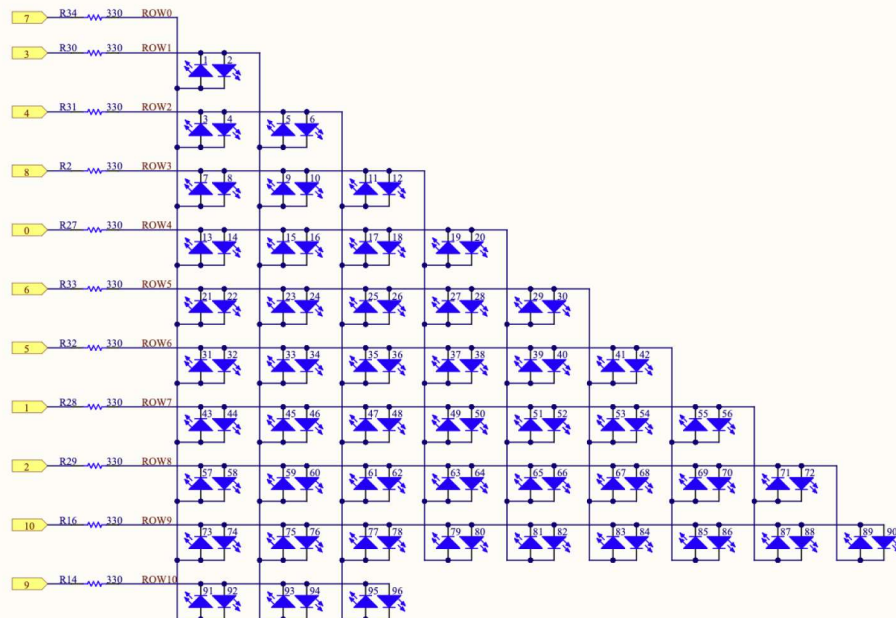 7 R34 330 ROW0
3 R30 330 ROW1
1 2
4 R31 330 ROW2
3 4 5 6
8 R2 330 ROW3
7 8 9 10 11 12
0 R27 330 ROW4
13 14 15 16 17 18 19 20
6 R33 330 ROW5
21 22 23 24 25 26 27 28 29 30
5 R32 330 ROW6
31 32 33 34 35 36 37 38 39 40 41 42
1 R28 330 ROW7
43 44 45 46 47 48 49 50 51 52 53 54 55 56
2 R29 330 ROW8
57 58 59 60 61 62 63 64 65 66 67 68 69 70 71 72
10 R16 330 ROW9
73 74 75 76 77 78 79 80 81 82 83 84 85 86 87 88 89 90
9 R14 330 ROW10
91 92 93 94 95 96